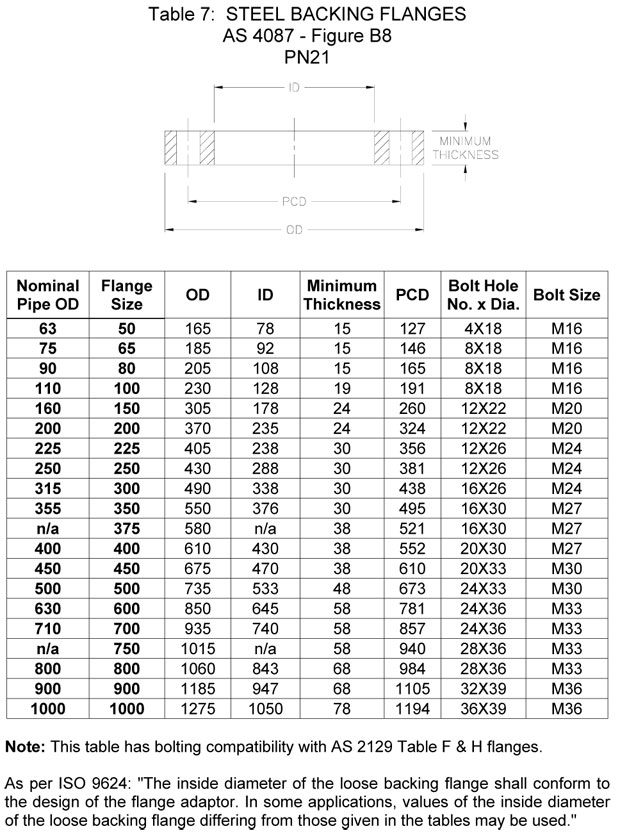 Table 7: STEEL BACKING FLANGES
AS 4087 - Figure B8
PN21
ID
MINIMUM
THICKNESS
PCD
OD
Nominal Pipe OD Flange Size OD ID Minimum Thickness PCD Bolt Hole No. x Dia. Bolt Size
63 50 165 78 15 127 4X18 M16
75 65 185 92 15 146 8X18 M16
90 80 205 108 15 165 8X18 M16
110 100 230 128 19 191 8X18 M16
160 150 305 178 24 260 12X22 M20
200 200 370 235 24 324 12X22 M20
225 225 405 238 30 356 12X26 M24
250 250 430 288 30 381 12X26 M24
315 300 490 338 30 438 16X26 M24
355 350 550 376 30 495 16X30 M27
n/a 375 580 n/a 38 521 16X30 M27
400 400 610 430 38 552 20X30 M27
450 450 675 470 38 610 20X33 M30
500 500 735 533 48 673 24X33 M30
630 600 850 645 58 781 24X36 M33
710 700 935 740 58 857 24X36 M33
n/a 750 1015 n/a 58 940 28X36 M33
800 800 1060 843 68 984 28X36 M33
900 900 1185 947 68 1105 32X39 M36
1000 1000 1275 1050 78 1194 36X39 M36
Note: This table has bolting compatibility with AS 2129 Table F & H flanges.
As per ISO 9624: "The inside diameter of the loose backing flange shall conform to
the design of the flange adaptor. In some applications, values of the inside diameter
of the loose backing flange differing from those given in the tables may be used."